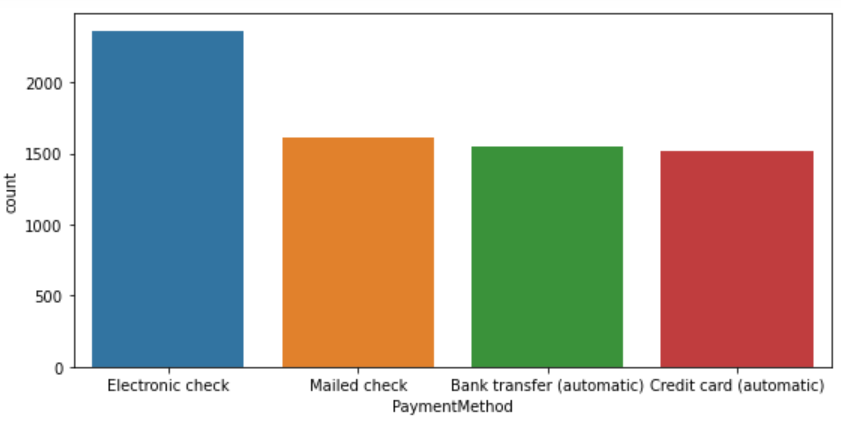 2000
1500
1000
500
0
count
Electronic check
Mailed check
Bank transfer (automatic)
Credit card (automatic)
PaymentMethod